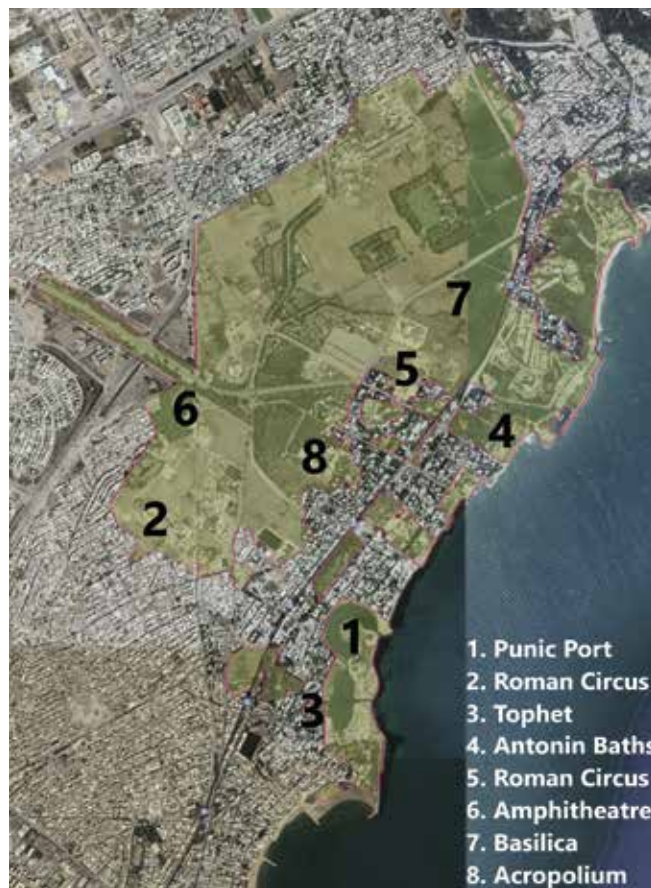 7
5
6
4
8
2
1
3
1. Punic Port
2. Roman Circus
3. Tophet
4. Antonin Baths
5. Roman Circus
6. Amphitheatre
7. Basilica
8. Acropolium